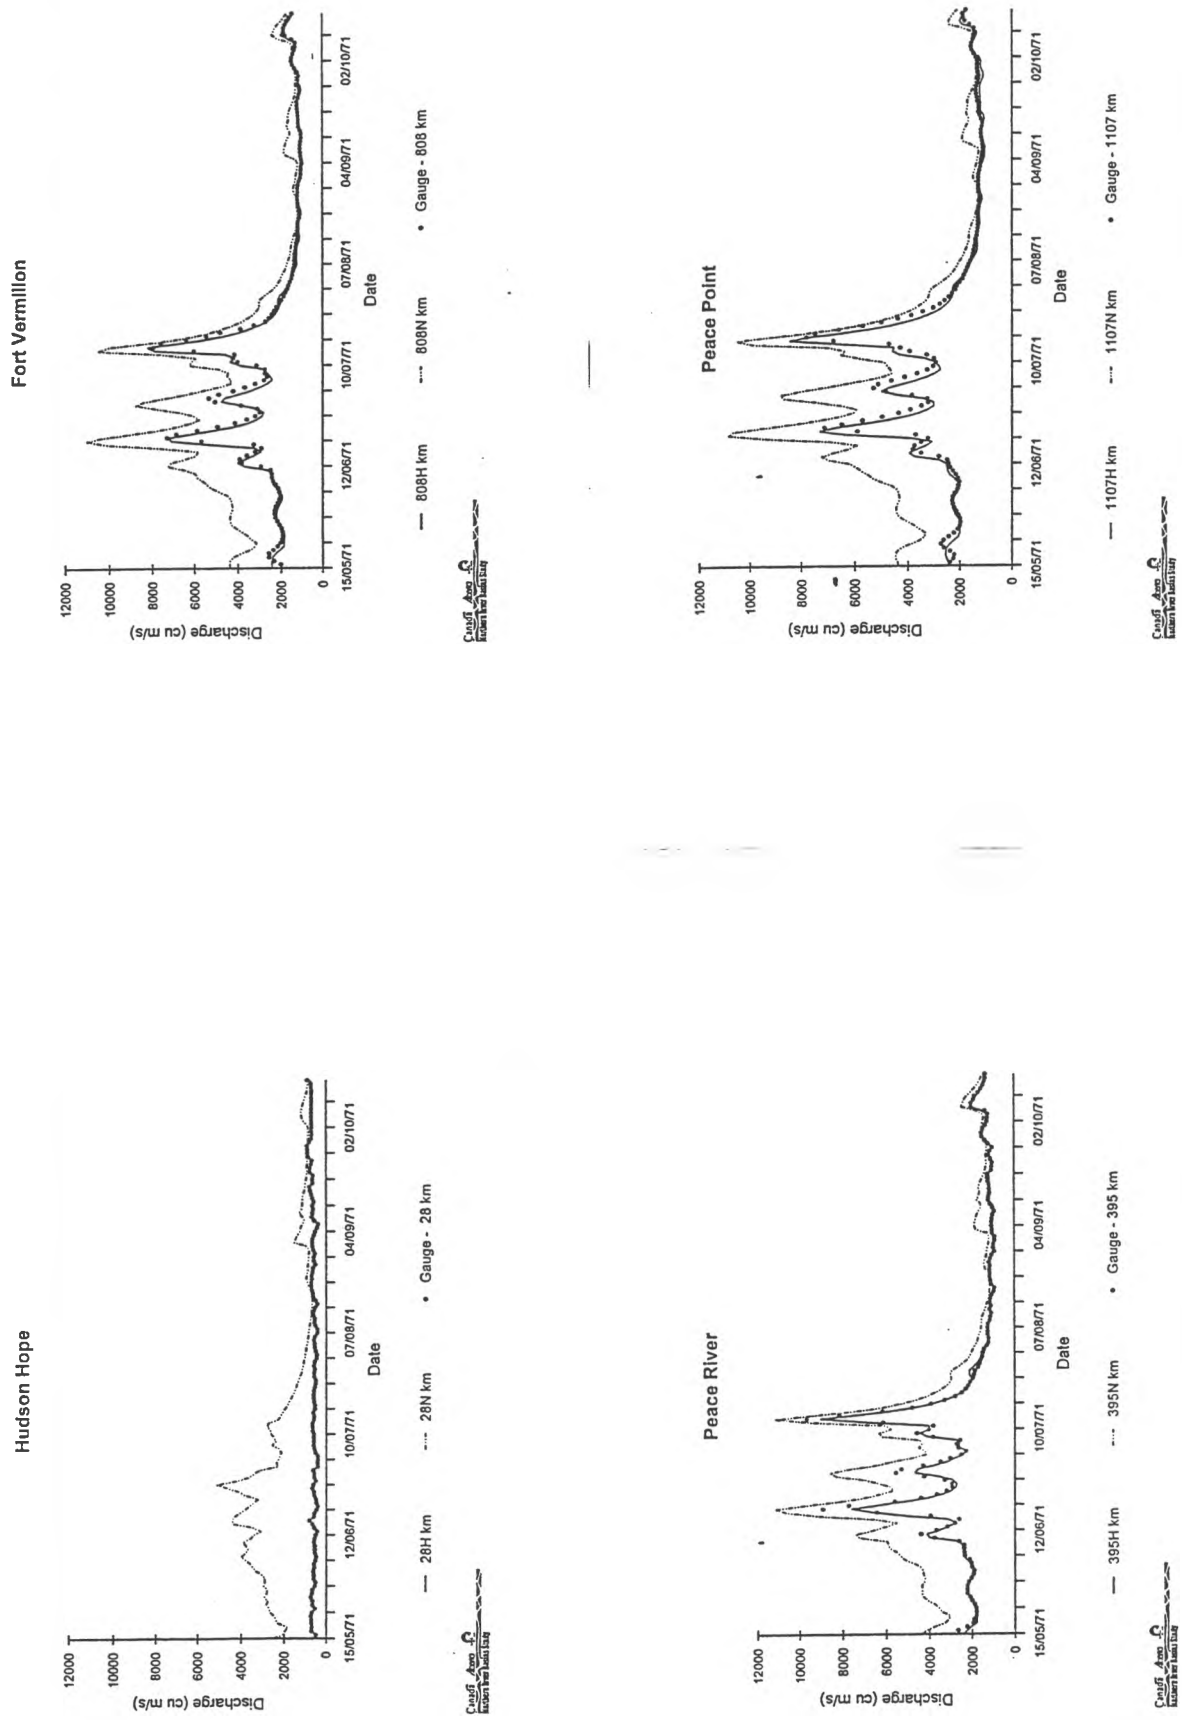 Hudson Hope
12000
10000
8000
6000
4000
2000
0
Discharge (cu m/s)
15/05/71
12/06/71
10/07/71
07/08/71
04/09/71
02/10/71
Date
28H km
28N km
Gauge - 28 km
Canada
Fort Vermilion
12000
10000
8000
6000
4000
2000
0
Discharge (cu m/s)
15/05/71
12/06/71
10/07/71
07/08/71
04/09/71
02/10/71
Date
808H km
808N km
Gauge - 808 km
Canada
Peace River
12000
10000
8000
6000
4000
2000
0
Discharge (cu m/s)
15/05/71
12/06/71
10/07/71
07/08/71
04/09/71
02/10/71
Date
395H km
395N km
Gauge - 395 km
Canada
Peace Point
12000
10000
8000
6000
4000
2000
0
Discharge (cu m/s)
15/05/71
12/06/71
10/07/71
07/08/71
04/09/71
02/10/71
Date
1107H km
1107N km
Gauge - 1107 km
Canada